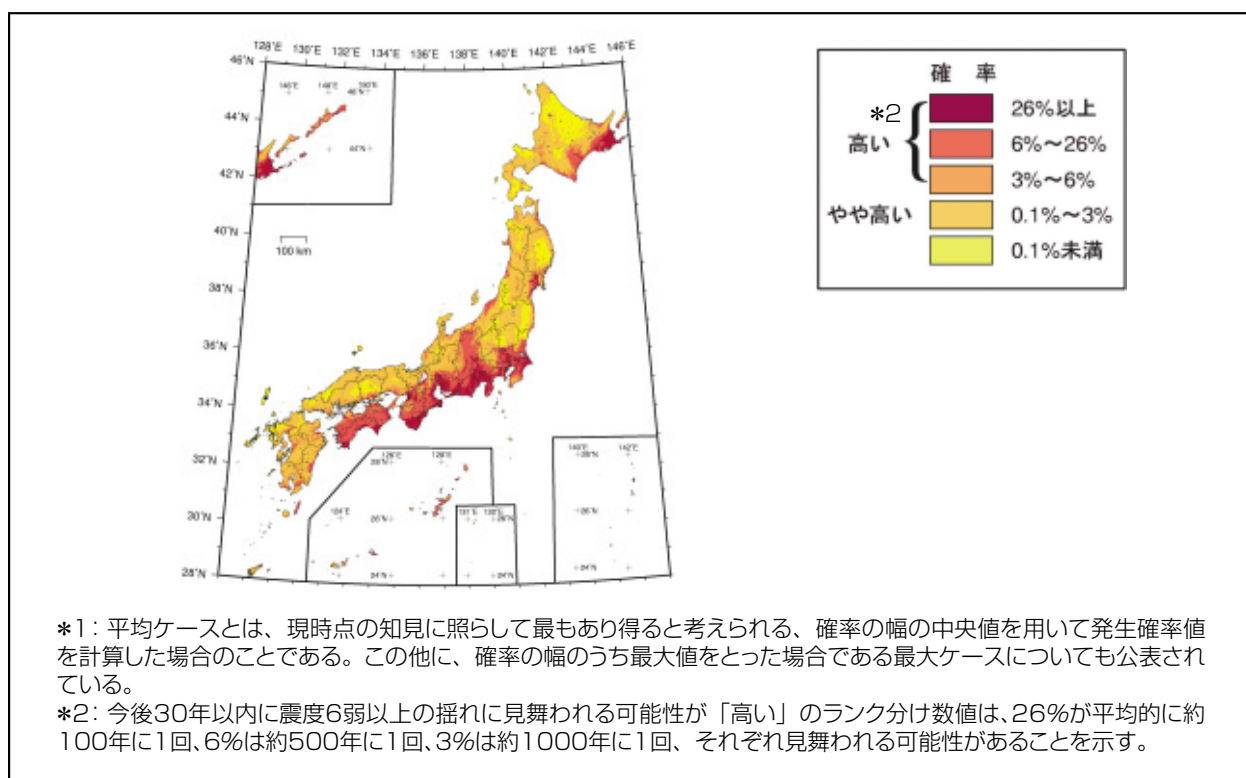 128°E 130°E 132°E 134°E 136°E 138°E 140°E 142°E 144°E 146°E
46°N
44°N
42°N
40°N
38°N
36°N
34°N
32°N
30°N
28°N
100 km
確 率
*2
高い
やや高い
26%以上
6%～26%
3%～6%
0.1%～3%
0.1%未満
*1：平均ケースとは、現時点の知見に照らして最もあり得ると考えられる、確率の幅の中央値を用いて発生確率値
を計算した場合のことである。この他に、確率の幅のうち最大値をとった場合である最大ケースについても公表され
ている。
*2：今後30年以内に震度6弱以上の揺れに見舞われる可能性が「高い」のランク分け数値は、26%が平均的に約
100年に1回、6%は約500年に1回、3%は約1000年に1回、それぞれ見舞われる可能性があることを示す。